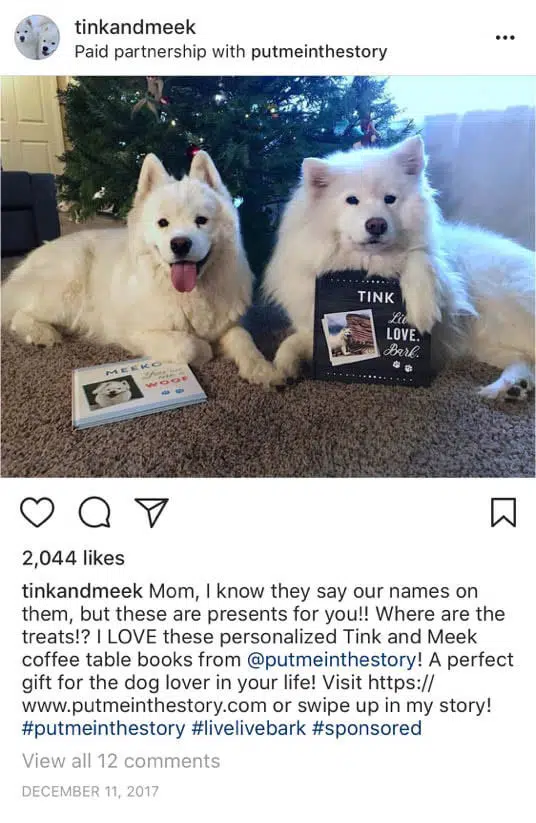 tinkandmeek
Paid partnership with putmeinthestory
TINK
LOVE.
Bark.
MEEKO
WOOF
2,044 likes
tinkandmeek Mom, I know they say our names on
them, but these are presents for you!! Where are the
treats!? I LOVE these personalized Tink and Meek
coffee table books from @putmeinthestory! A perfect
gift for the dog lover in your life! Visit https://
www.putmeinthestory.com or swipe up in my story!
#putmeinthestory #livelivebark #sponsored
View all 12 comments
DECEMBER 11, 2017